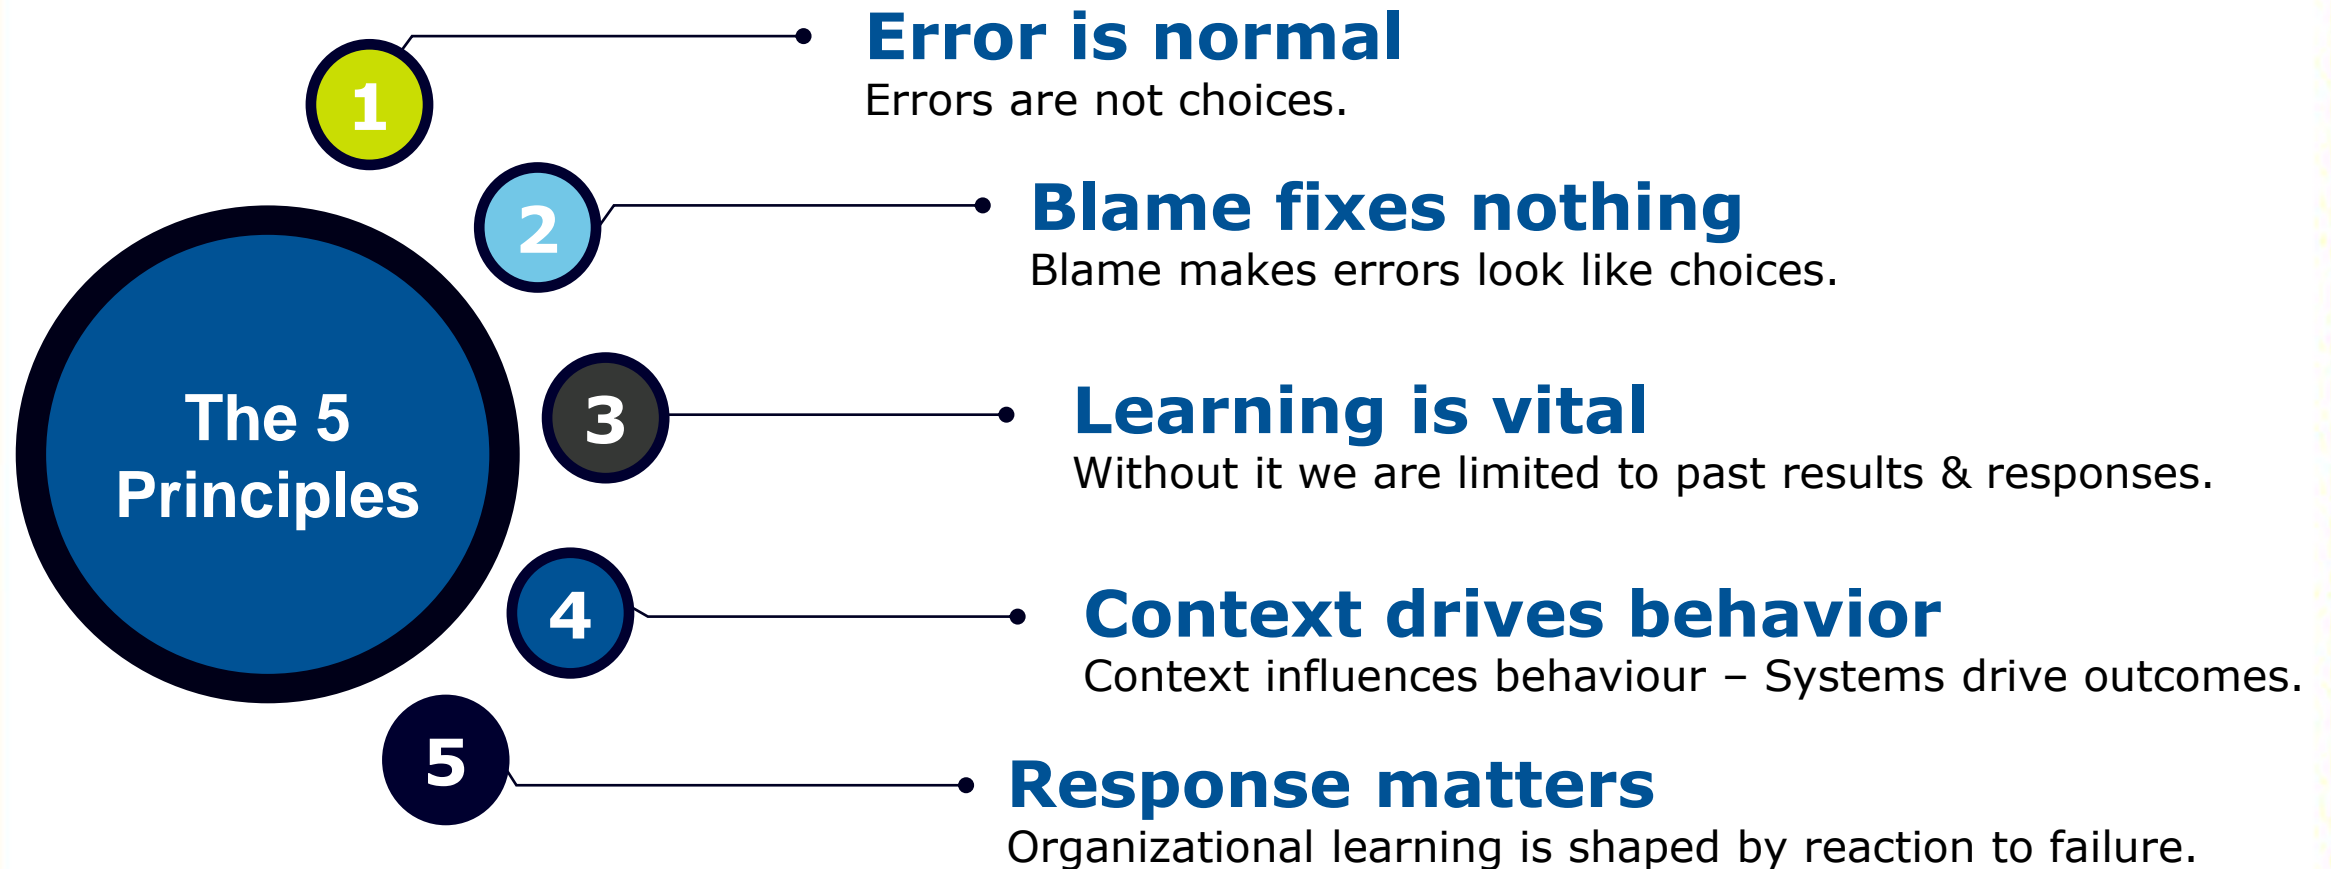 1
Error is normal
Errors are not choices.
2
Blame fixes nothing
Blame makes errors look like choices.
The 5
Principles
3
Learning is vital
Without it we are limited to past results & responses.
4
Context drives behavior
Context influences behaviour – Systems drive outcomes.
5
Response matters
Organizational learning is shaped by reaction to failure.